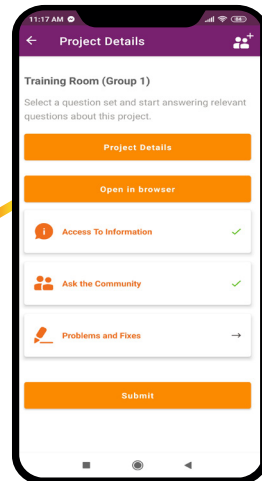 11:17 AM
Project Details
Training Room (Group 1)
Select a question set and start answering relevant
questions about this project.
Project Details
Open in browser
Access To Information
Ask the Community
Problems and Fixes
Submit